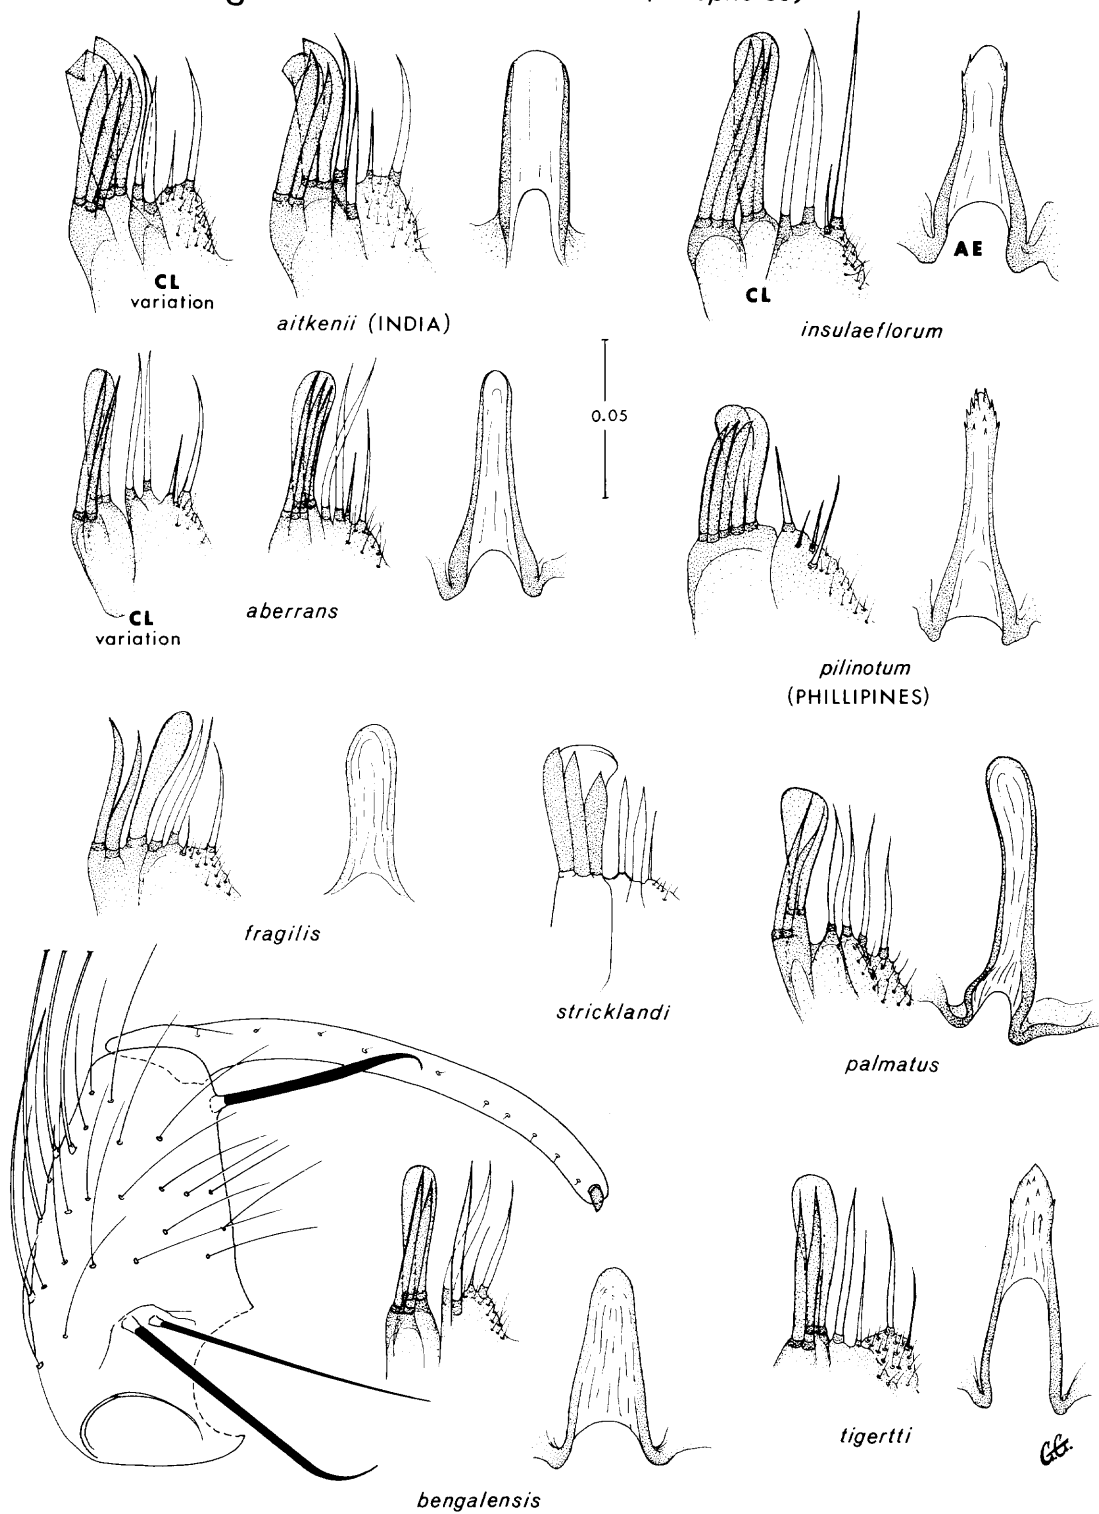 CL
variation
aitkenii (INDIA)
CL
AE
insulaeflorum
0.05
CL
variation
aberrans
pilinotum
(PHILLIPINES)
fragilis
stricklandi
palmatus
tigertti
G.G.
bengalensis